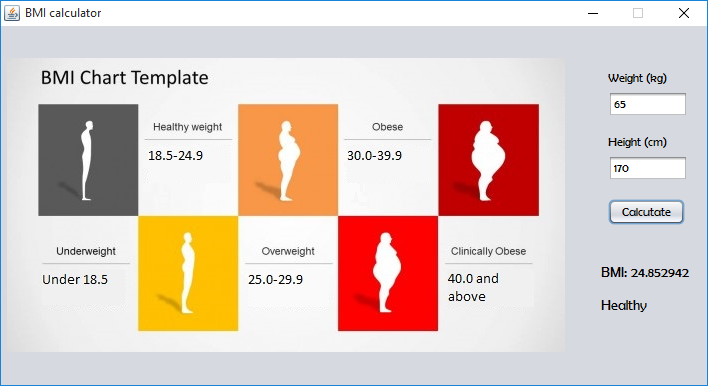 BMI calculator
BMI Chart Template
Healthy weight
18.5-24.9
Obese
30.0-39.9
Underweight
Under 18.5
Overweight
25.0-29.9
Clinically Obese
40.0 and
above
Weight (kg)
65
Height (cm)
170
Calcutate
BMI: 24.852942
Healthy